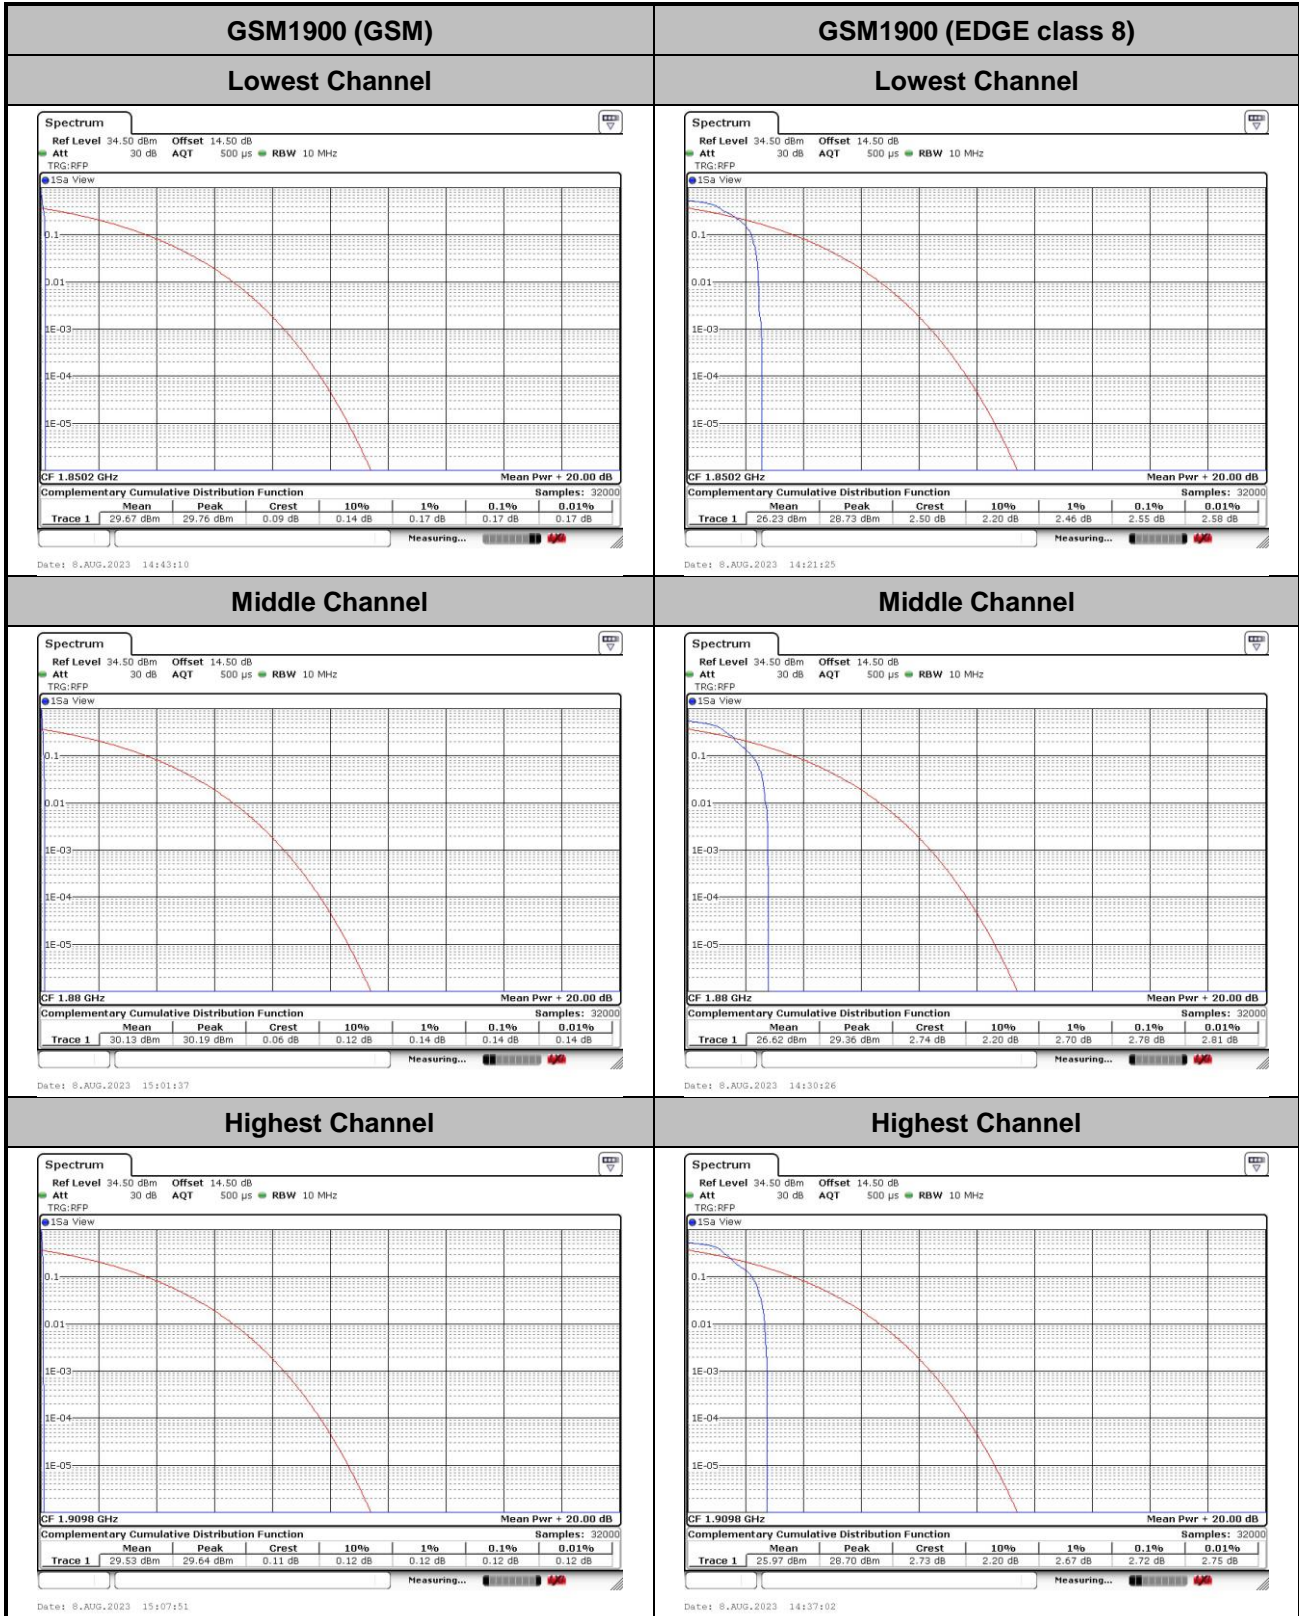 GSM1900 (GSM) GSM1900 (EDGE class 8)
Lowest Channel Lowest Channel
Spectrum
Ref Level 34.50 dBm Offset 14.50 dB
Att 30 dB AQT 500 µs RBW 10 MHz
TRG:RFP
1Sa View
0.1
0.01
1E-03
1E-04
1E-05
CF 1.8502 GHz Mean Pwr + 20.00 dB
Complementary Cumulative Distribution Function Samples: 32000
Mean Peak Crest 10% 1% 0.1% 0.01%
Trace 1 29.67 dBm 29.76 dBm 0.09 dB 0.14 dB 0.17 dB 0.17 dB 0.17 dB
Measuring...
Date: 8.AUG.2023 14:43:10
Spectrum
Ref Level 34.50 dBm Offset 14.50 dB
Att 30 dB AQT 500 µs RBW 10 MHz
TRG:RFP
1Sa View
0.1
0.01
1E-03
1E-04
1E-05
CF 1.8502 GHz Mean Pwr + 20.00 dB
Complementary Cumulative Distribution Function Samples: 32000
Mean Peak Crest 10% 1% 0.1% 0.01%
Trace 1 26.23 dBm 28.73 dBm 2.50 dB 2.20 dB 2.46 dB 2.55 dB 2.58 dB
Measuring...
Date: 8.AUG.2023 14:21:25
Middle Channel Middle Channel
Spectrum
Ref Level 34.50 dBm Offset 14.50 dB
Att 30 dB AQT 500 µs RBW 10 MHz
TRG:RFP
1Sa View
0.1
0.01
1E-03
1E-04
1E-05
CF 1.88 GHz Mean Pwr + 20.00 dB
Complementary Cumulative Distribution Function Samples: 32000
Mean Peak Crest 10% 1% 0.1% 0.01%
Trace 1 30.13 dBm 30.19 dBm 0.06 dB 0.12 dB 0.14 dB 0.14 dB 0.14 dB
Measuring...
Date: 8.AUG.2023 15:01:37
Spectrum
Ref Level 34.50 dBm Offset 14.50 dB
Att 30 dB AQT 500 µs RBW 10 MHz
TRG:RFP
1Sa View
0.1
0.01
1E-03
1E-04
1E-05
CF 1.88 GHz Mean Pwr + 20.00 dB
Complementary Cumulative Distribution Function Samples: 32000
Mean Peak Crest 10% 1% 0.1% 0.01%
Trace 1 26.62 dBm 29.36 dBm 2.74 dB 2.20 dB 2.70 dB 2.78 dB 2.81 dB
Measuring...
Date: 8.AUG.2023 14:30:26
Highest Channel Highest Channel
Spectrum
Ref Level 34.50 dBm Offset 14.50 dB
Att 30 dB AQT 500 µs RBW 10 MHz
TRG:RFP
1Sa View
0.1
0.01
1E-03
1E-04
1E-05
CF 1.9098 GHz Mean Pwr + 20.00 dB
Complementary Cumulative Distribution Function Samples: 32000
Mean Peak Crest 10% 1% 0.1% 0.01%
Trace 1 29.53 dBm 29.64 dBm 0.11 dB 0.12 dB 0.12 dB 0.12 dB 0.12 dB
Measuring...
Date: 8.AUG.2023 15:07:51
Spectrum
Ref Level 34.50 dBm Offset 14.50 dB
Att 30 dB AQT 500 µs RBW 10 MHz
TRG:RFP
1Sa View
0.1
0.01
1E-03
1E-04
1E-05
CF 1.9098 GHz Mean Pwr + 20.00 dB
Complementary Cumulative Distribution Function Samples: 32000
Mean Peak Crest 10% 1% 0.1% 0.01%
Trace 1 25.97 dBm 28.70 dBm 2.73 dB 2.20 dB 2.67 dB 2.72 dB 2.75 dB
Measuring...
Date: 8.AUG.2023 14:37:02